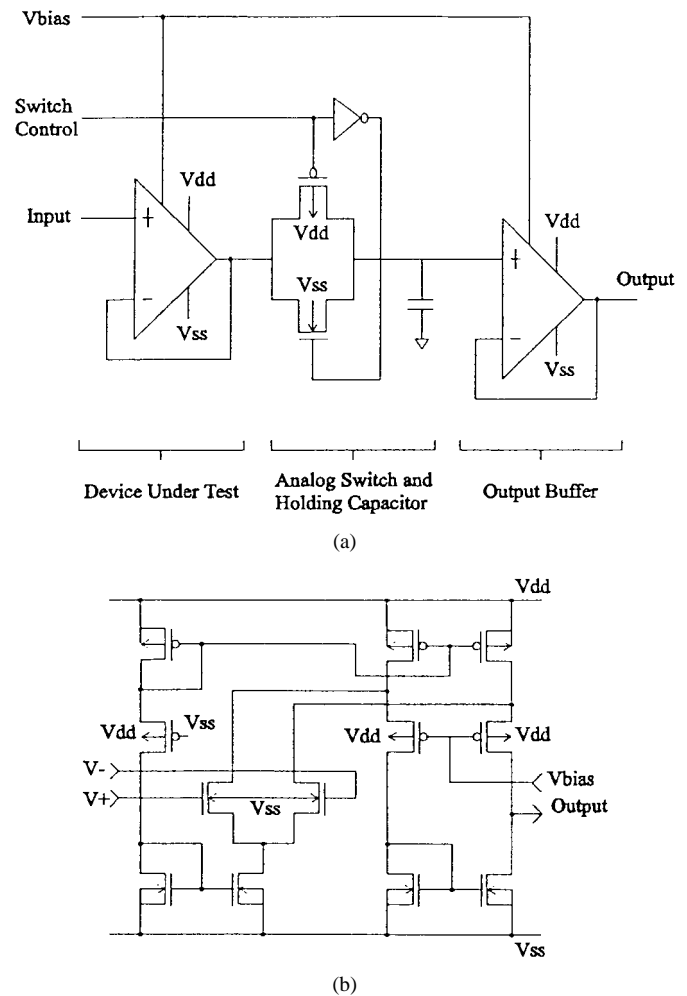 Vbias
Switch
Control
Vdd
Input
+
Vdd
Vss
Vdd
+
Output
−
Vss
−
Vss
Device Under Test
Analog Switch and
Holding Capacitor
Output Buffer
(a)
Vdd
Vdd
Vss
Vdd
Vdd
V-
Vbias
V+
Vss
Output
Vss
(b)